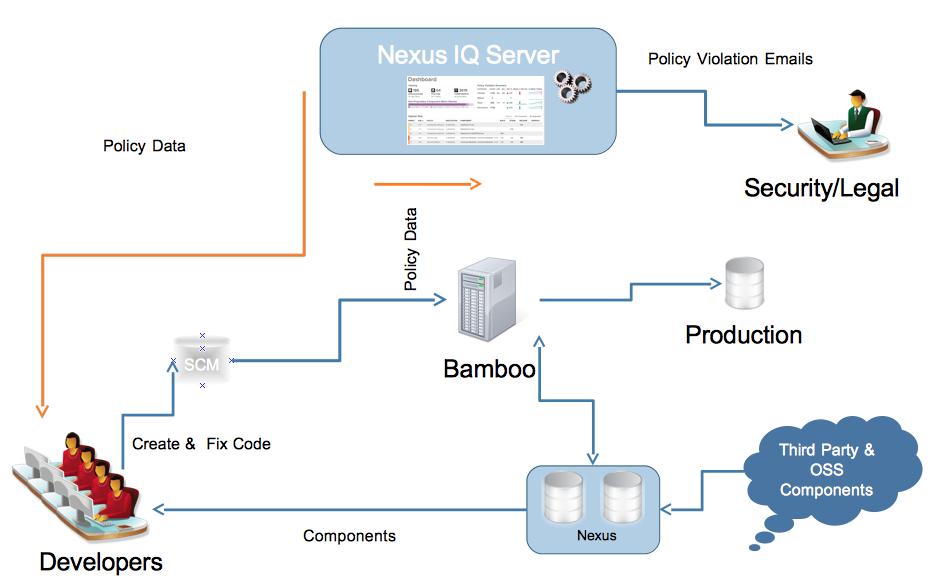 Nexus IQ Server
Dashboard
Policy Violation Emails
Policy Data
Security/Legal
Policy Data
Production
SCM
Bamboo
Create & Fix Code
Third Party &
OSS
Components
Nexus
Components
Developers